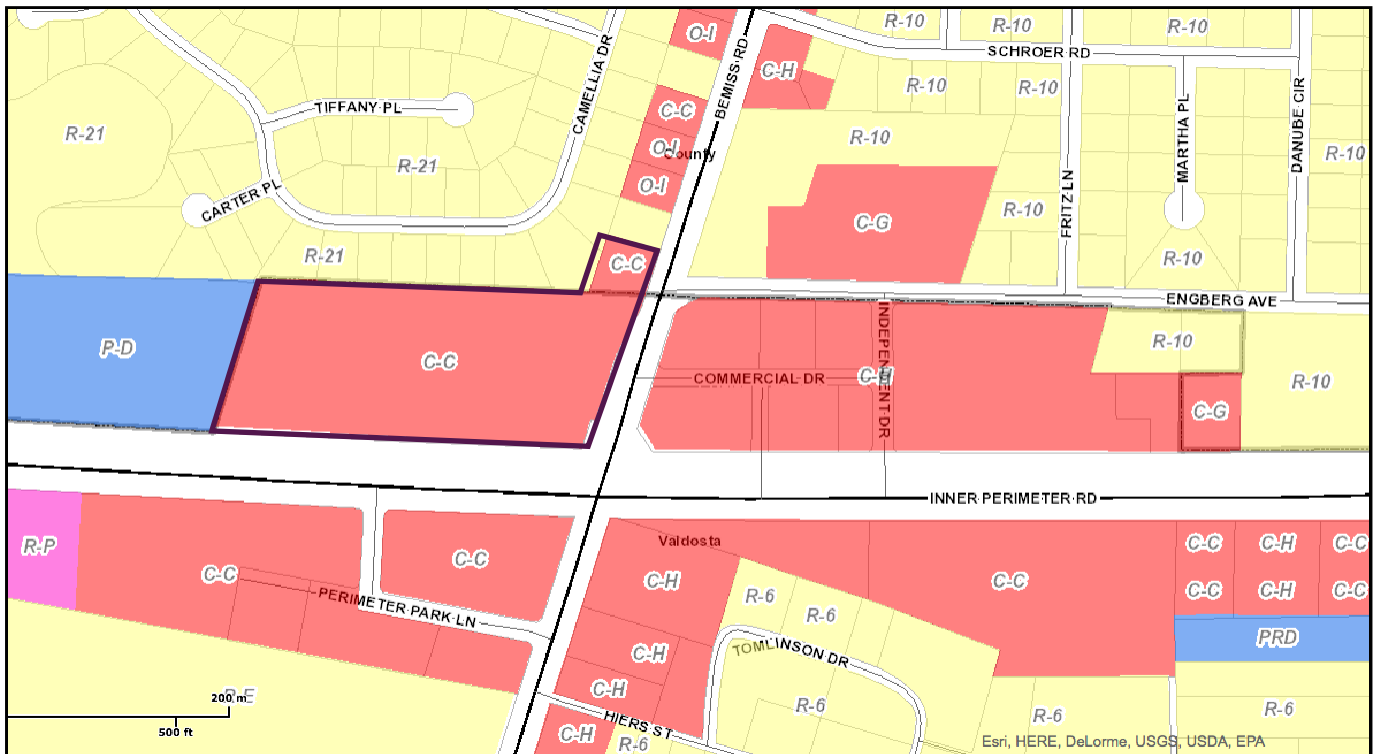 O-I
R-10
R-10
R-10
SCHROER RD
CAMELLIA DR
BEMISS RD
C-H
R-10
R-10
TIFFANY PL
C-C
MARTHA PL
DANUBE CIR
R-21
R-10
O-I
County
R-10
R-21
O-I
CARTER PL
FRITZ LN
R-10
C-G
R-21
C-C
R-10
ENGBERG AVE
INDEPENDENT DR
P-D
C-C
R-10
COMMERCIAL DR
R-10
C-G
INNER PERIMETER RD
Valdosta
R-P
C-C
C-C
C-H
C-C
C-C
C-H
C-C
C-C
C-H
C-C
PERIMETER PARK LN
R-6
R-6
PRD
TOMLINSON DR
C-H
C-H
200 m
R-E
500 ft
R-6
R-6
R-6
HIERS ST
C-H
R-6
Esri, HERE, DeLorme, USGS, USDA, EPA